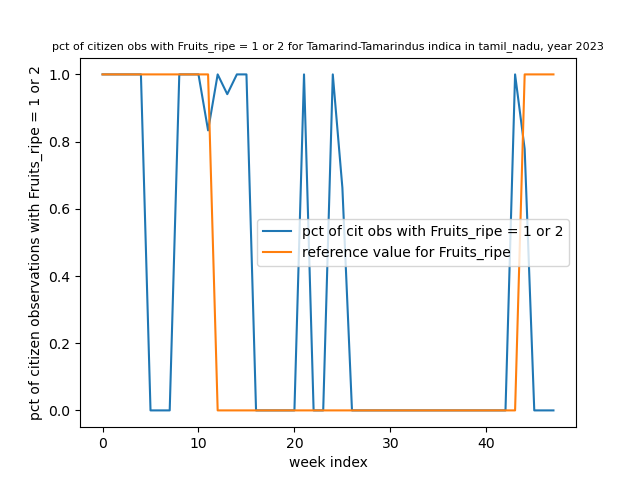 pct of citizen obs with Fruits_ripe = 1 or 2 for Tamarind-Tamarindus indica in tamil_nadu, year 2023
pct of citizen observations with Fruits_ripe = 1 or 2
1.0
0.8
0.6
0.4
0.2
0.0
pct of cit obs with Fruits_ripe = 1 or 2
reference value for Fruits_ripe
0
10
20
30
40
week index